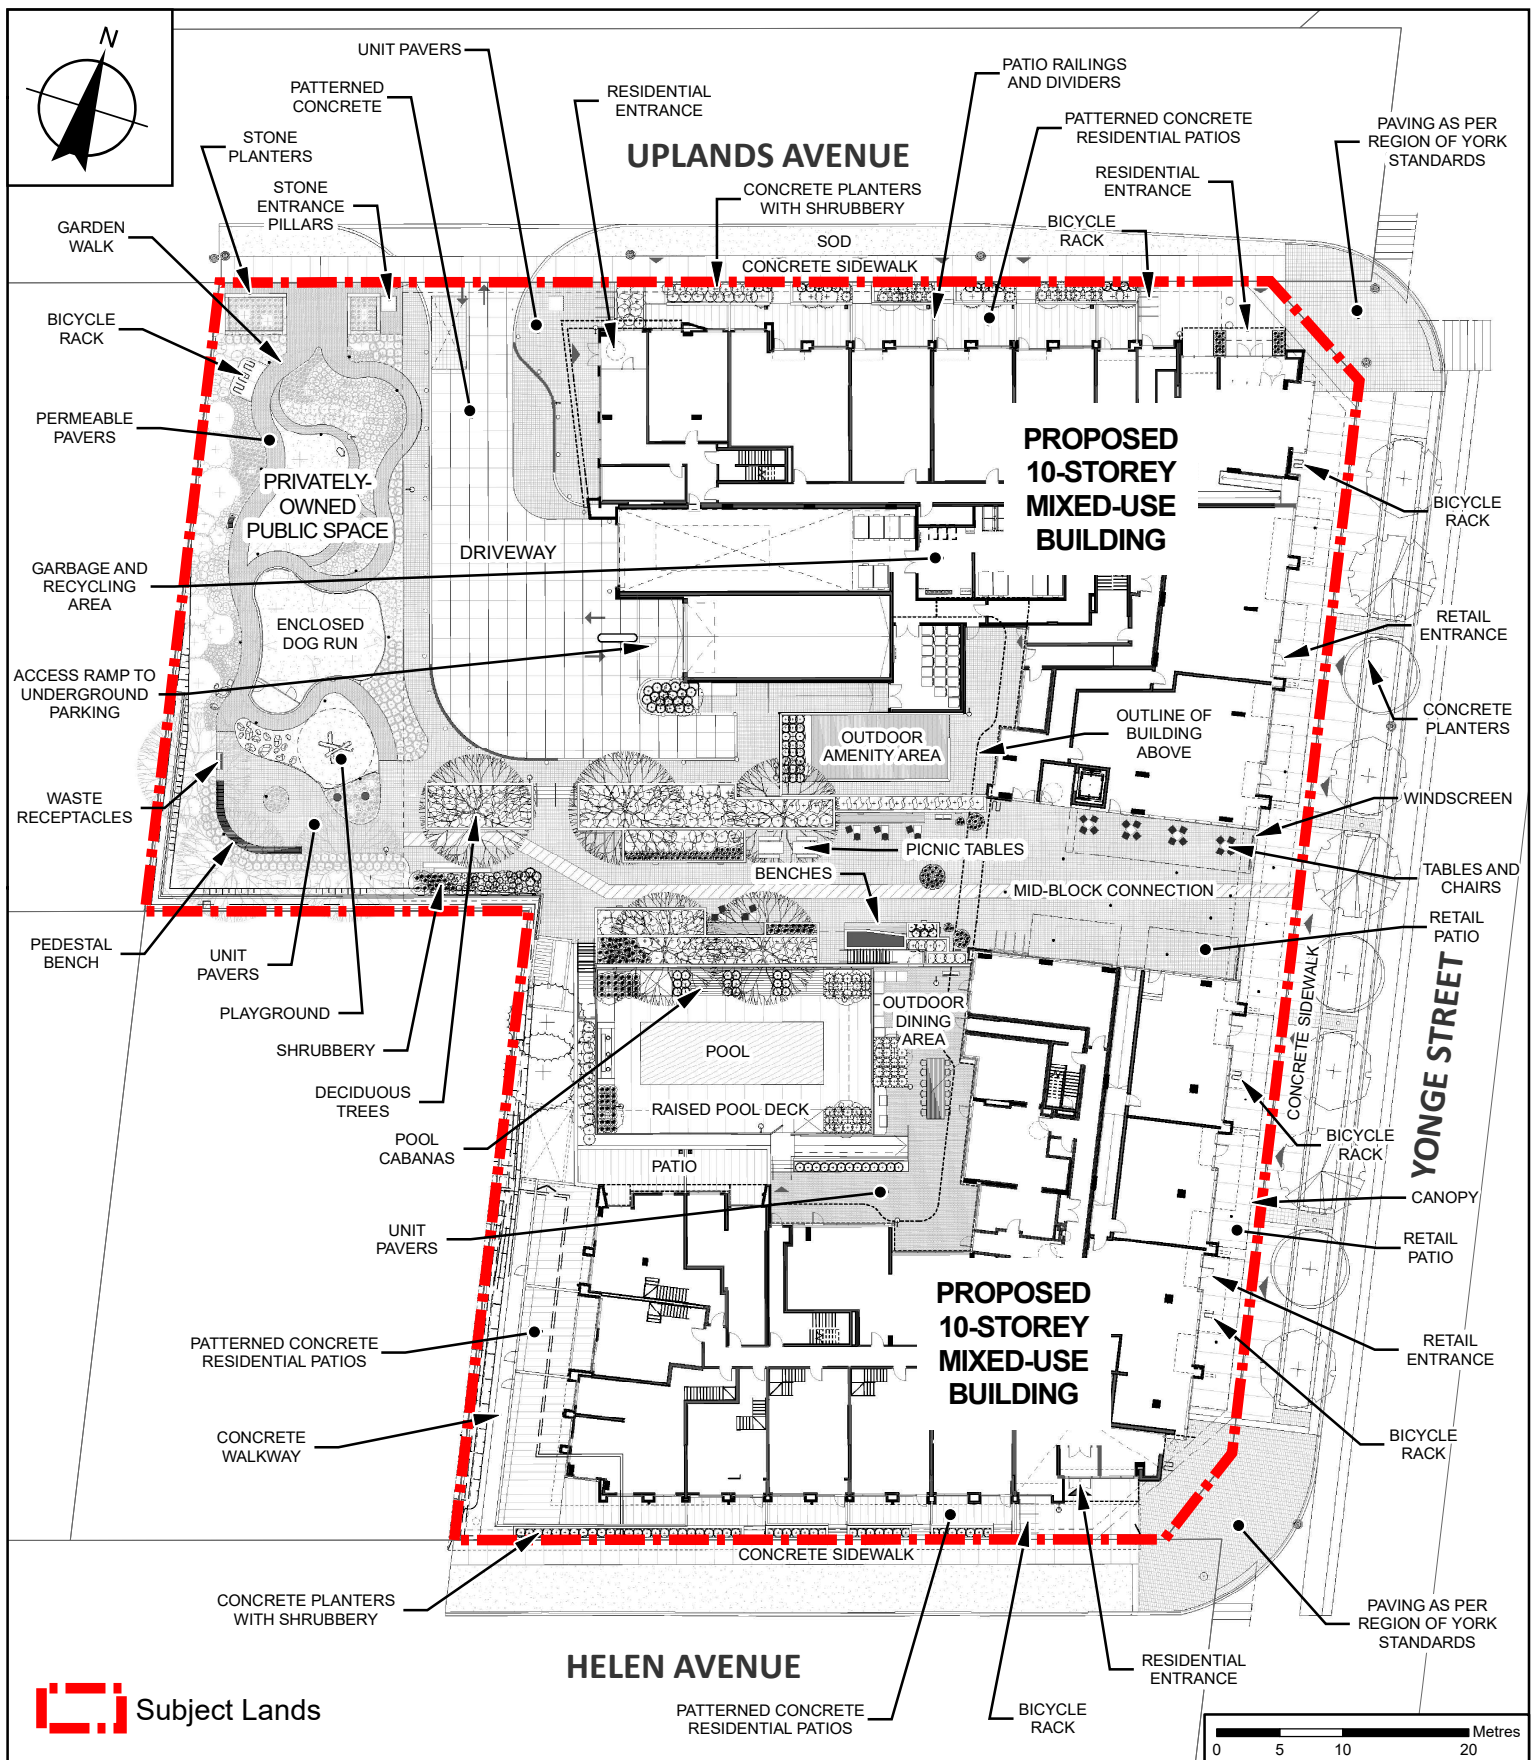 N
UNIT PAVERS
PATTERNED
CONCRETE
RESIDENTIAL
ENTRANCE
PATIO RAILINGS
AND DIVIDERS
PATTERNED CONCRETE
RESIDENTIAL PATIOS
PAVING AS PER
REGION OF YORK
STANDARDS
STONE
PLANTERS
UPLANDS AVENUE
RESIDENTIAL
ENTRANCE
STONE
ENTRANCE
PILLARS
CONCRETE PLANTERS
WITH SHRUBBERY
BICYCLE
RACK
GARDEN
WALK
SOD
CONCRETE SIDEWALK
BICYCLE
RACK
PERMEABLE
PAVERS
PRIVATELY-
OWNED
PUBLIC SPACE
PROPOSED
10-STOREY
MIXED-USE
BUILDING
BICYCLE
RACK
DRIVEWAY
GARBAGE AND
RECYCLING
AREA
ENCLOSED
DOG RUN
RETAIL
ENTRANCE
ACCESS RAMP TO
UNDERGROUND
PARKING
CONCRETE
PLANTERS
OUTDOOR
AMENITY AREA
OUTLINE OF
BUILDING
ABOVE
WASTE
RECEPTACLES
WINDSCREEN
PICNIC TABLES
BENCHES
MID-BLOCK CONNECTION
TABLES AND
CHAIRS
PEDESTAL
BENCH
UNIT
PAVERS
RETAIL
PATIO
PLAYGROUND
OUTDOOR
DINING
AREA
CONCRETE SIDEWALK
YONGE STREET
SHRUBBERY
POOL
DECIDUOUS
TREES
RAISED POOL DECK
POOL
CABANAS
PATIO
BICYCLE
RACK
CANOPY
UNIT
PAVERS
RETAIL
PATIO
PROPOSED
10-STOREY
MIXED-USE
BUILDING
PATTERNED CONCRETE
RESIDENTIAL PATIOS
RETAIL
ENTRANCE
CONCRETE
WALKWAY
BICYCLE
RACK
CONCRETE SIDEWALK
CONCRETE PLANTERS
WITH SHRUBBERY
PAVING AS PER
REGION OF YORK
STANDARDS
HELEN AVENUE
RESIDENTIAL
ENTRANCE
PATTERNED CONCRETE
RESIDENTIAL PATIOS
BICYCLE
RACK
Subject Lands
Metres
0 5 10 20